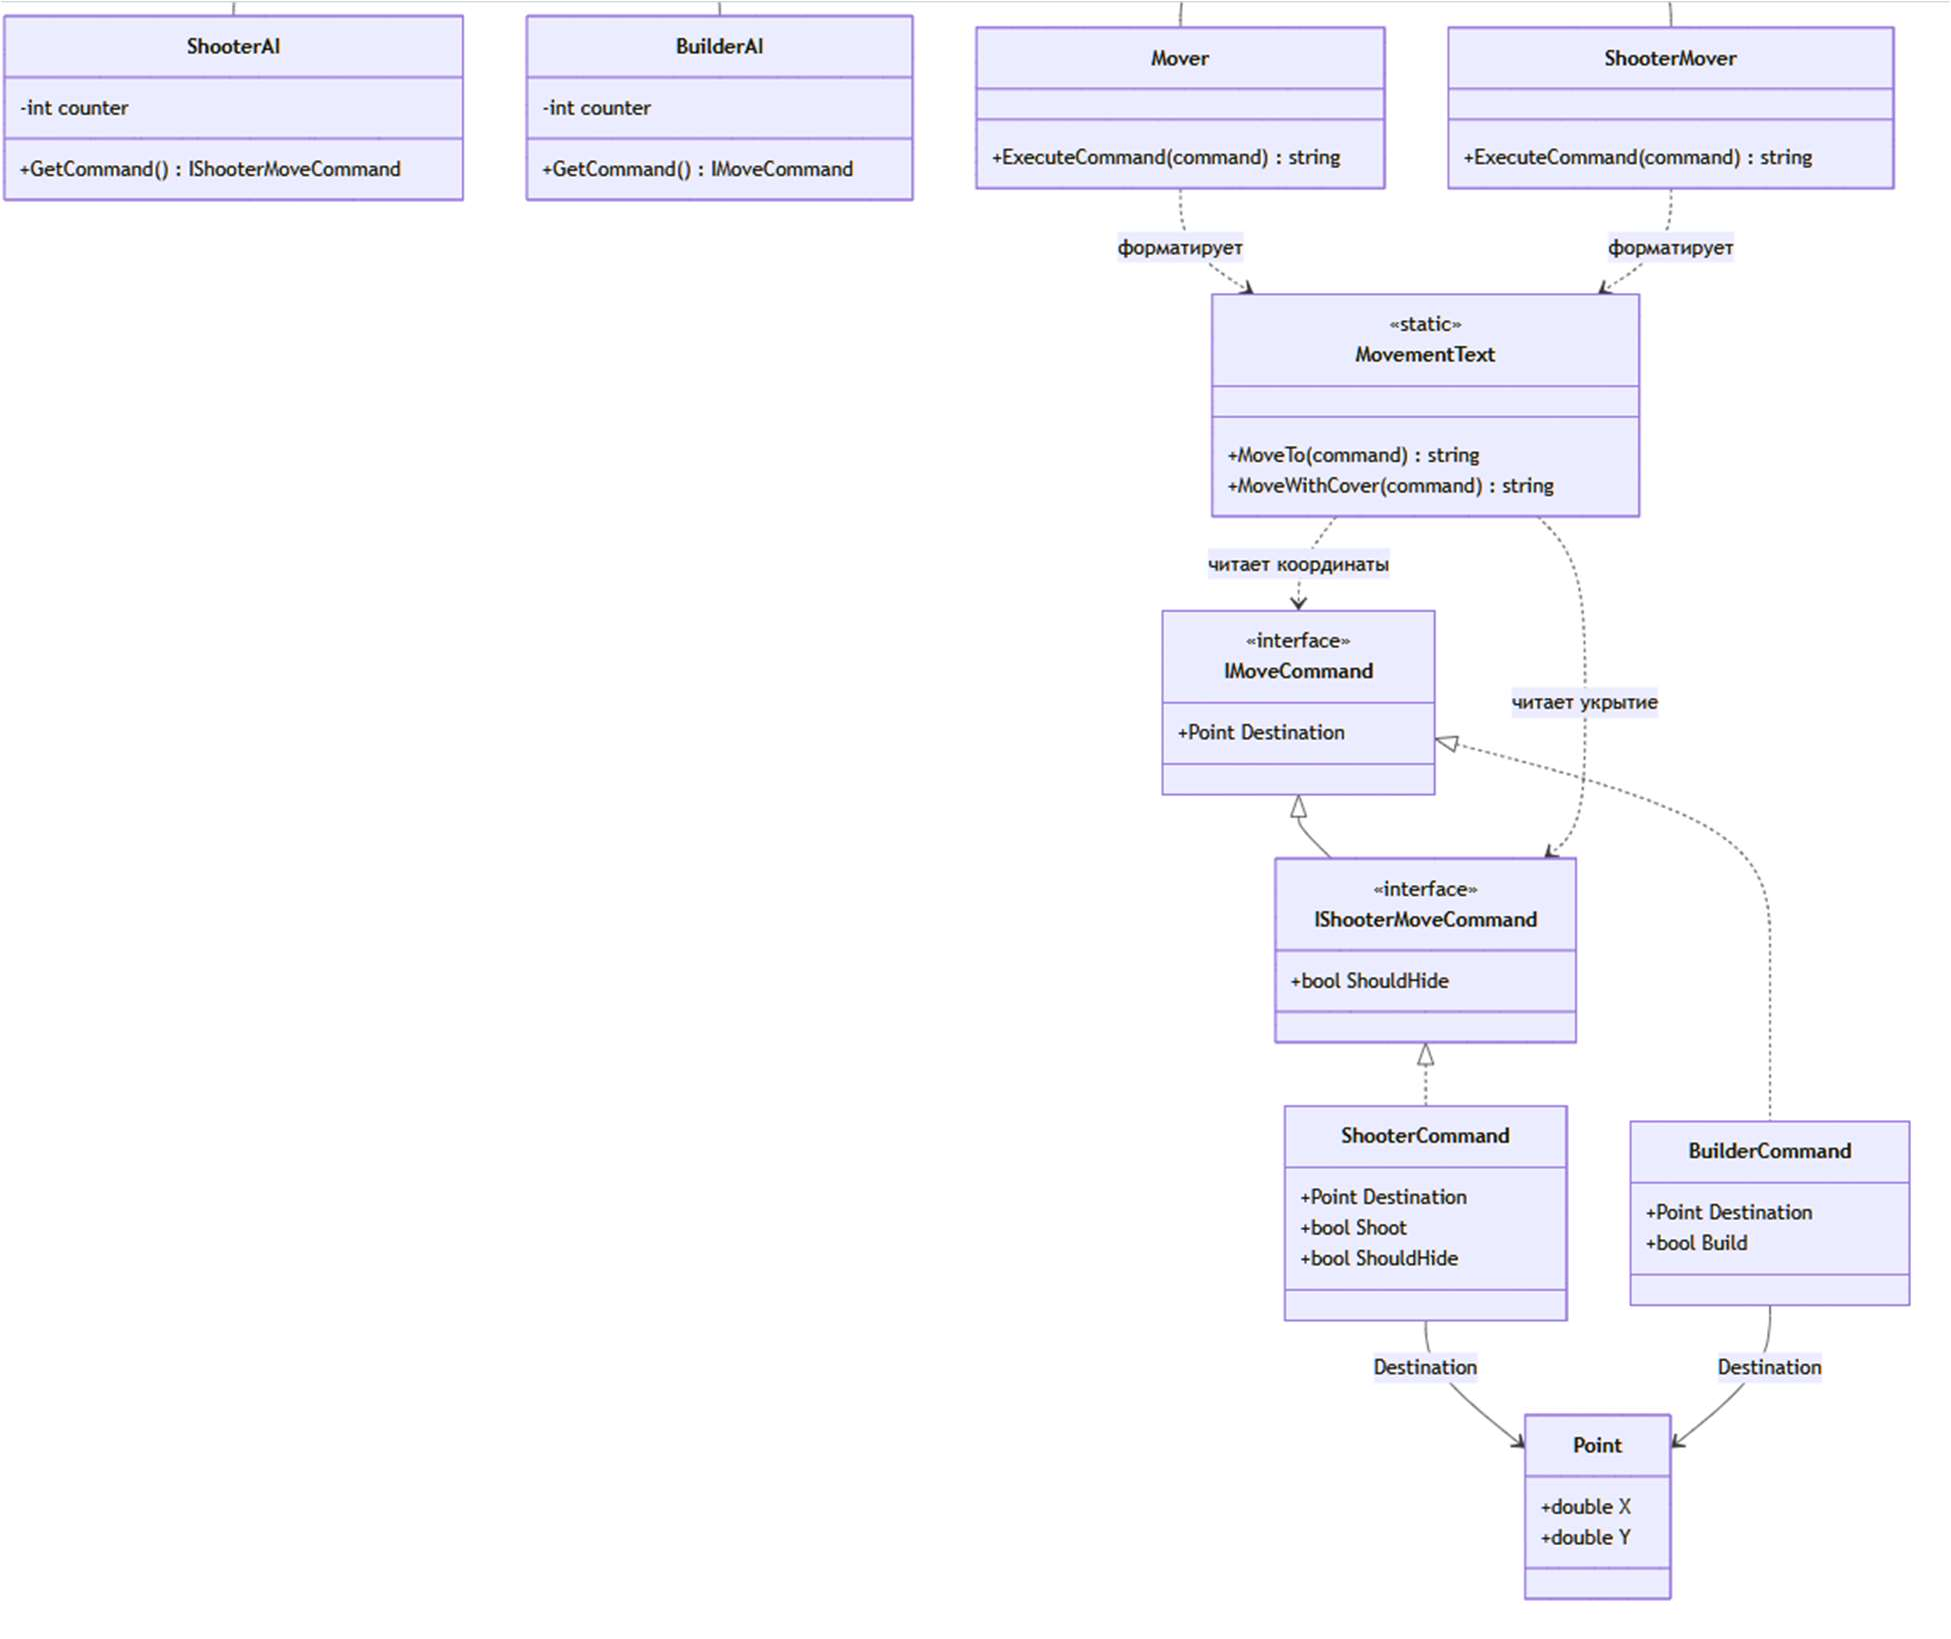 ShooterAI
-int counter
+GetCommand() : IShooterMoveCommand
BuilderAI
-int counter
+GetCommand() : IMoveCommand
Mover
+ExecuteCommand(command) : string
ShooterMover
+ExecuteCommand(command) : string
форматирует
форматирует
«static»
MovementText
+MoveTo(command) : string
+MoveWithCover(command) : string
читает координаты
«interface»
IMoveCommand
+Point Destination
читает укрытие
«interface»
IShooterMoveCommand
+bool ShouldHide
ShooterCommand
+Point Destination
+bool Shoot
+bool ShouldHide
BuilderCommand
+Point Destination
+bool Build
Destination
Destination
Point
+double X
+double Y